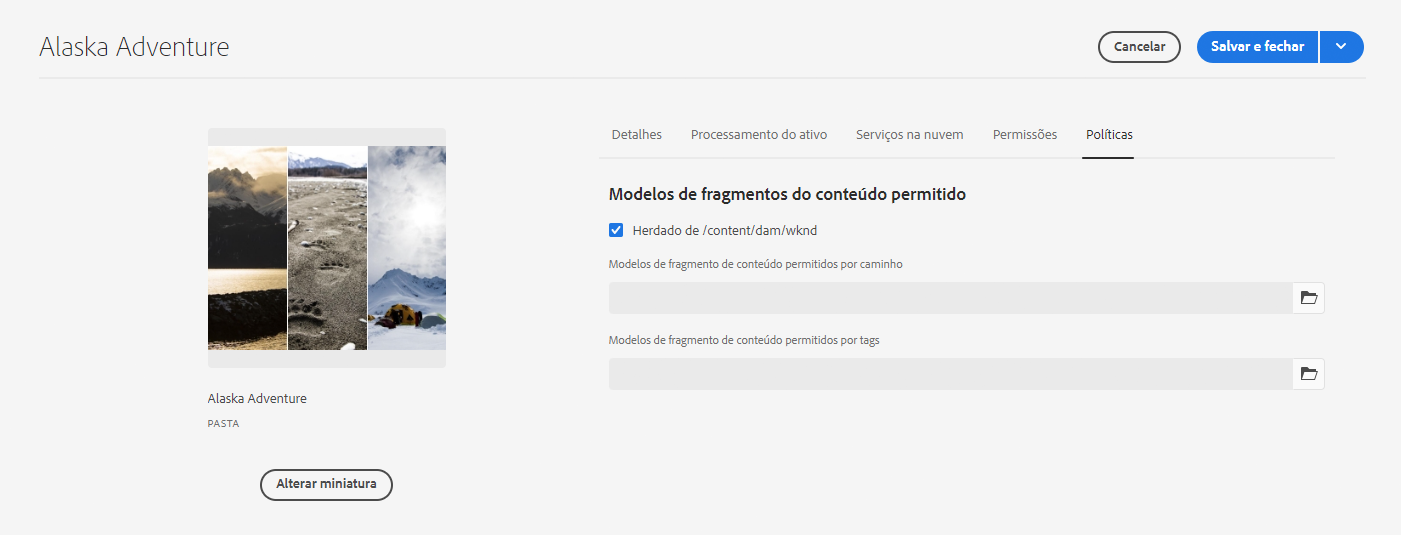 Alaska Adventure
Cancelar
Salvar e fechar
Detalhes
Processamento do ativo
Serviços na nuvem
Permissões
Políticas
Modelos de fragmentos do conteúdo permitido
Herdado de /content/dam/wknd
Modelos de fragmento de conteúdo permitidos por caminho
Modelos de fragmento de conteúdo permitidos por tags
Alaska Adventure
PASTA
Alterar miniatura